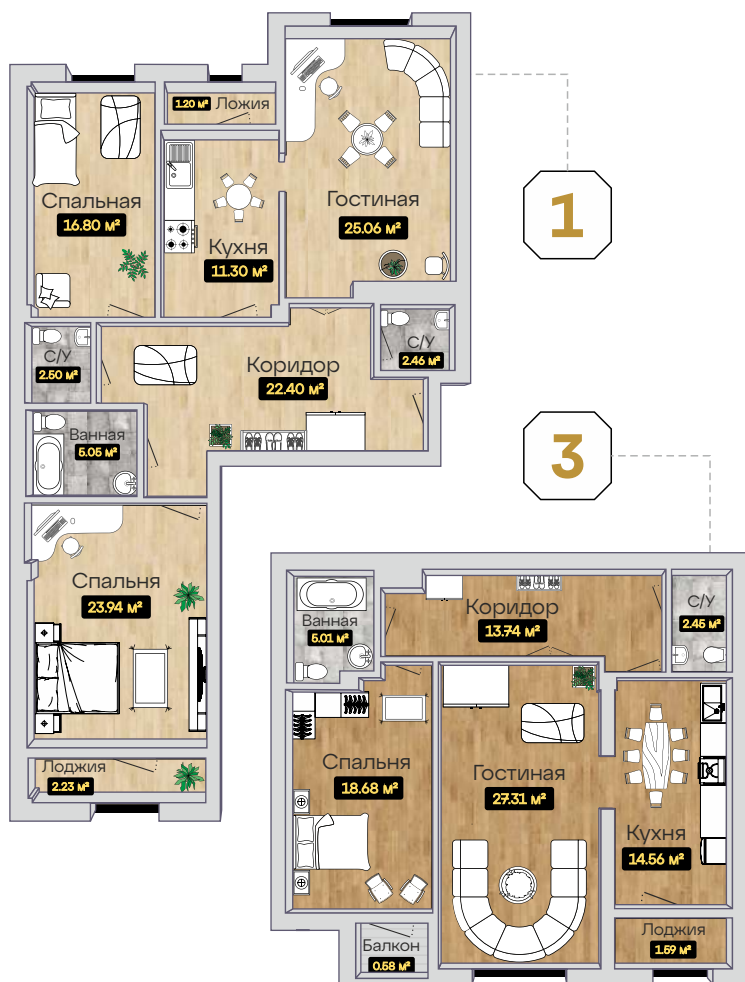 1.20 м² Ложия
Спальная
16.80 м²
Гостиная
25.06 м²
Кухня
11.30 м²
1
С/У
2.50 м²
Коридор
22.40 м²
С/У
2.46 м²
Ванная
5.05 м²
3
Спальня
23.94 м²
Лоджия
2.23 м²
Ванная
5.01 м²
Коридор
13.74 м²
С/У
2.45 м²
Спальня
18.68 м²
Гостиная
27.31 м²
Кухня
14.56 м²
Балкон
0.58 м²
Лоджия
1.59 м²